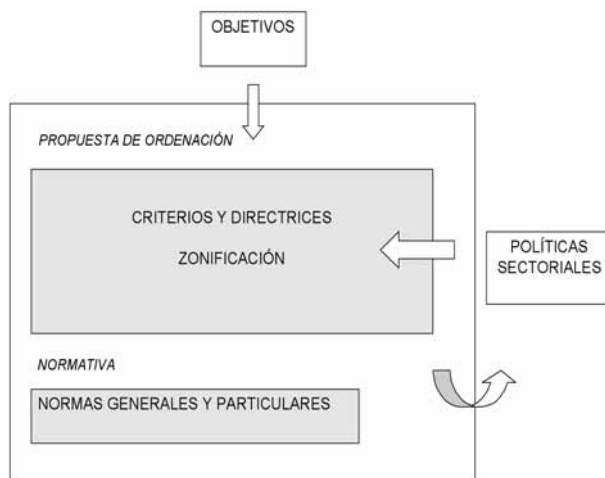 OBJETIVOS
PROPUESTA DE ORDENACIÓN
CRITERIOS Y DIRECTRICES
ZONIFICACIÓN
POLÍTICAS
SECTORIALES
NORMATIVA
NORMAS GENERALES Y PARTICULARES